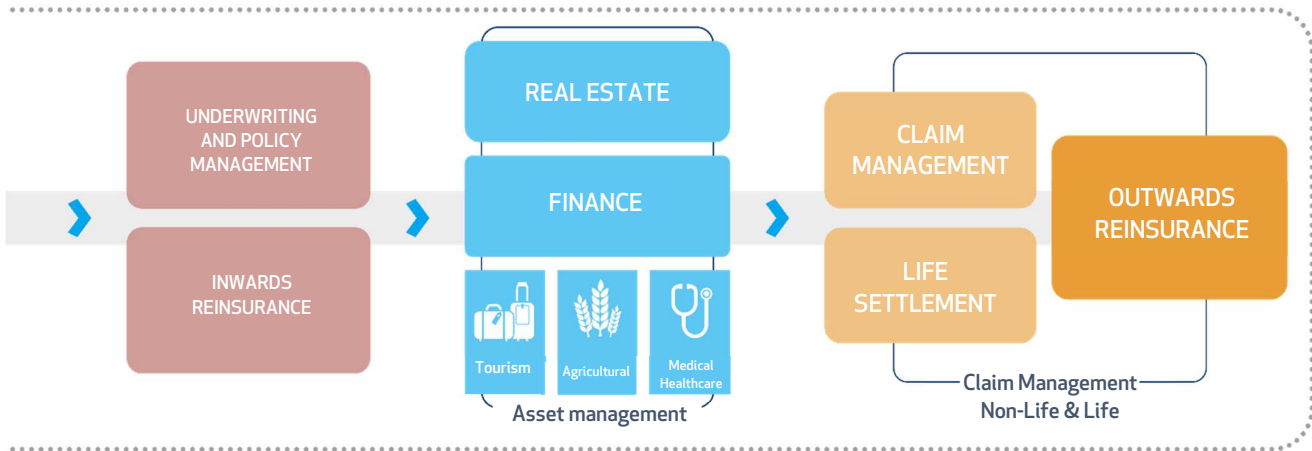 UNDERWRITING
AND POLICY
MANAGEMENT
INWARDS
REINSURANCE
REAL ESTATE
FINANCE
Tourism
Agricultural
Medical
Healthcare
Asset management
CLAIM
MANAGEMENT
LIFE
SETTLEMENT
OUTWARDS
REINSURANCE
Claim Management
Non-Life & Life